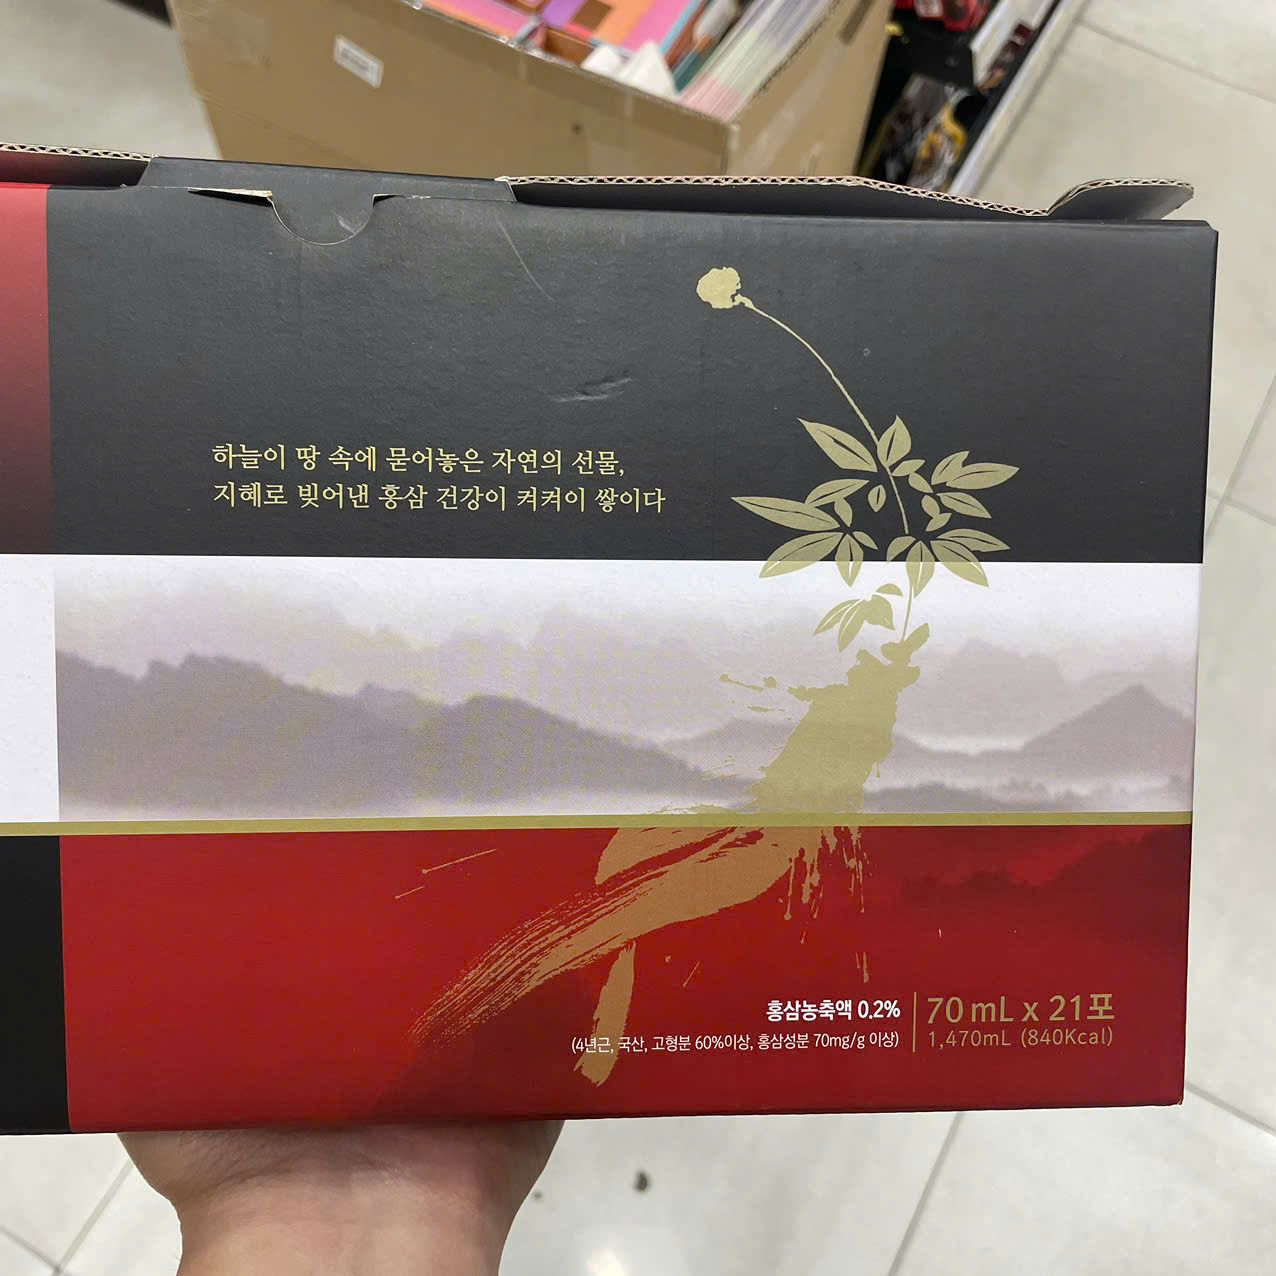 하늘이 땅 속에 묻어놓은 자연의 선물,
지혜로 빚어낸 홍삼 건강이 켜켜이 쌓이다
홍삼농축액 0.2%
(4년근, 국산, 고형분 60%이상, 홍삼성분 70mg/g 이상)
70 mL x 21포
1,470mL (840Kcal)